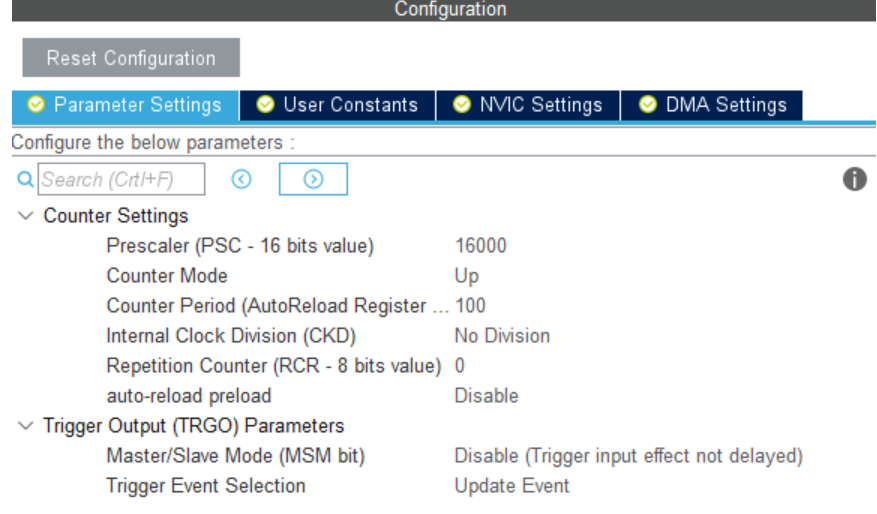 Configuration
Reset Configuration
Parameter Settings User Constants NVIC Settings DMA Settings
Configure the below parameters :
Search (Crtl+F)
Counter Settings
Prescaler (PSC - 16 bits value) 16000
Counter Mode Up
Counter Period (AutoReload Register ... 100
Internal Clock Division (CKD) No Division
Repetition Counter (RCR - 8 bits value) 0
auto-reload preload Disable
Trigger Output (TRGO) Parameters
Master/Slave Mode (MSM bit) Disable (Trigger input effect not delayed)
Trigger Event Selection Update Event